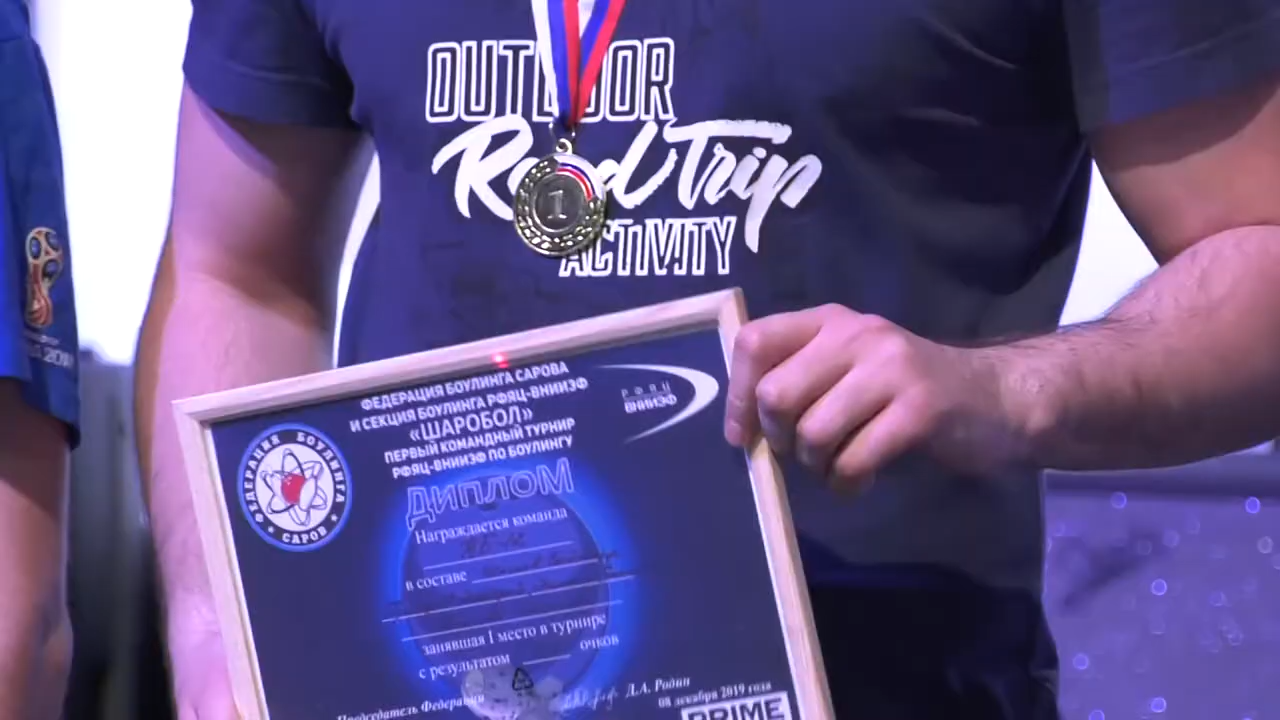 OUTDOOR
Road Trip
ACTIVITY
1
ФЕДЕРАЦИЯ БОУЛИНГА САРОВА
И СЕКЦИЯ БОУЛИНГА РФЯЦ-ВНИИЭФ
«ШАРОБОЛ»
ПЕРВЫЙ КОМАНДНЫЙ ТУРНИР
РФЯЦ-ВНИИЭФ ПО БОУЛИНГУ
РФЯЦ
ВНИИЭФ
ФЕДЕРАЦИЯ БОУЛИНГА
САРОВ
ДИПЛОМ
Награждается команда
в составе
занявшая I место в турнире
с результатом очков
Председатель Федерации Д.А. Родин
08 декабря 2019 года
PRIME